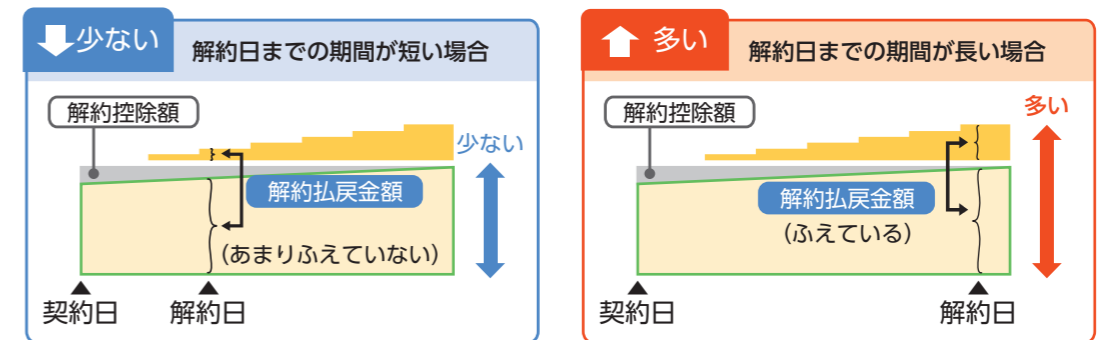 少ない
解約日までの期間が短い場合
解約控除額
少ない
解約払戻金額
(あまりふえていない)
契約日
解約日
多い
解約日までの期間が長い場合
解約控除額
多い
解約払戻金額
(ふえている)
契約日
解約日